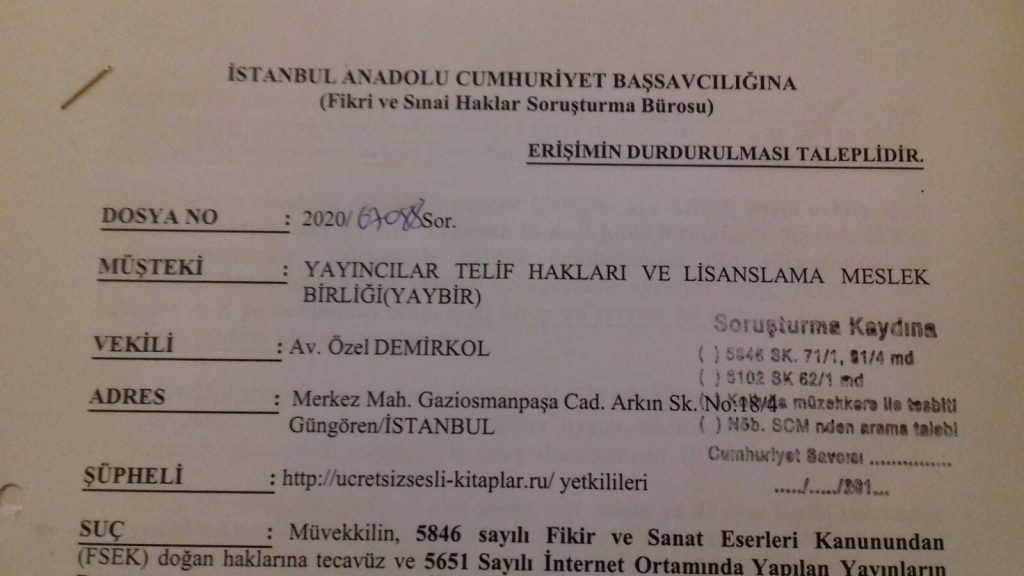 İSTANBUL ANADOLU CUMHURİYET BAŞSAVCILIĞINA
(Fikri ve Sınai Haklar Soruşturma Bürosu)
ERİŞİMİN DURDURULMASI TALEPLİDİR.
DOSYA NO : 2020/ 67088 Sor.
MÜŞTEKİ : YAYINCILAR TELİF HAKLARI VE LİSANSLAMA MESLEK
BİRLİĞİ(YAYBİR)
Soruşturma Kaydına
VEKİLİ : Av. Özel DEMİRKOL
( ) 5846 SK. 71/1, 81/4 md
( ) 5102 SK 62/1 md
ADRES : Merkez Mah. Gaziosmanpaşa Cad. Arkın Sk. No:18/4
müzekkere ile tesbiti
Güngören/İSTANBUL
( ) Nöb. SCM nden arama talebi
Cumhuriyet Savcısı ...............
ŞÜPHELİ : http://ucretsizsesli-kitaplar.ru/ yetkilileri
...../...../201...
SUÇ : Müvekkilin, 5846 sayılı Fikir ve Sanat Eserleri Kanunundan
(FSEK) doğan haklarına tecavüz ve 5651 Sayılı İnternet Ortamında Yapılan Yayınların